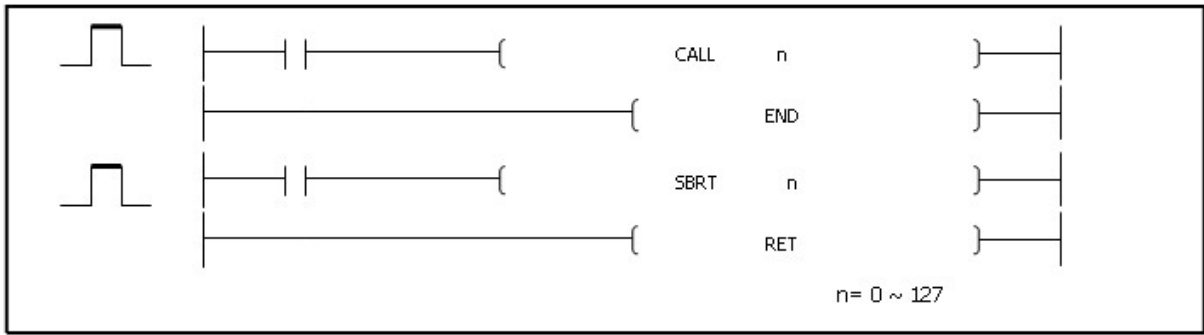 CALL n
END
SBRT n
RET
n= 0 ~ 127